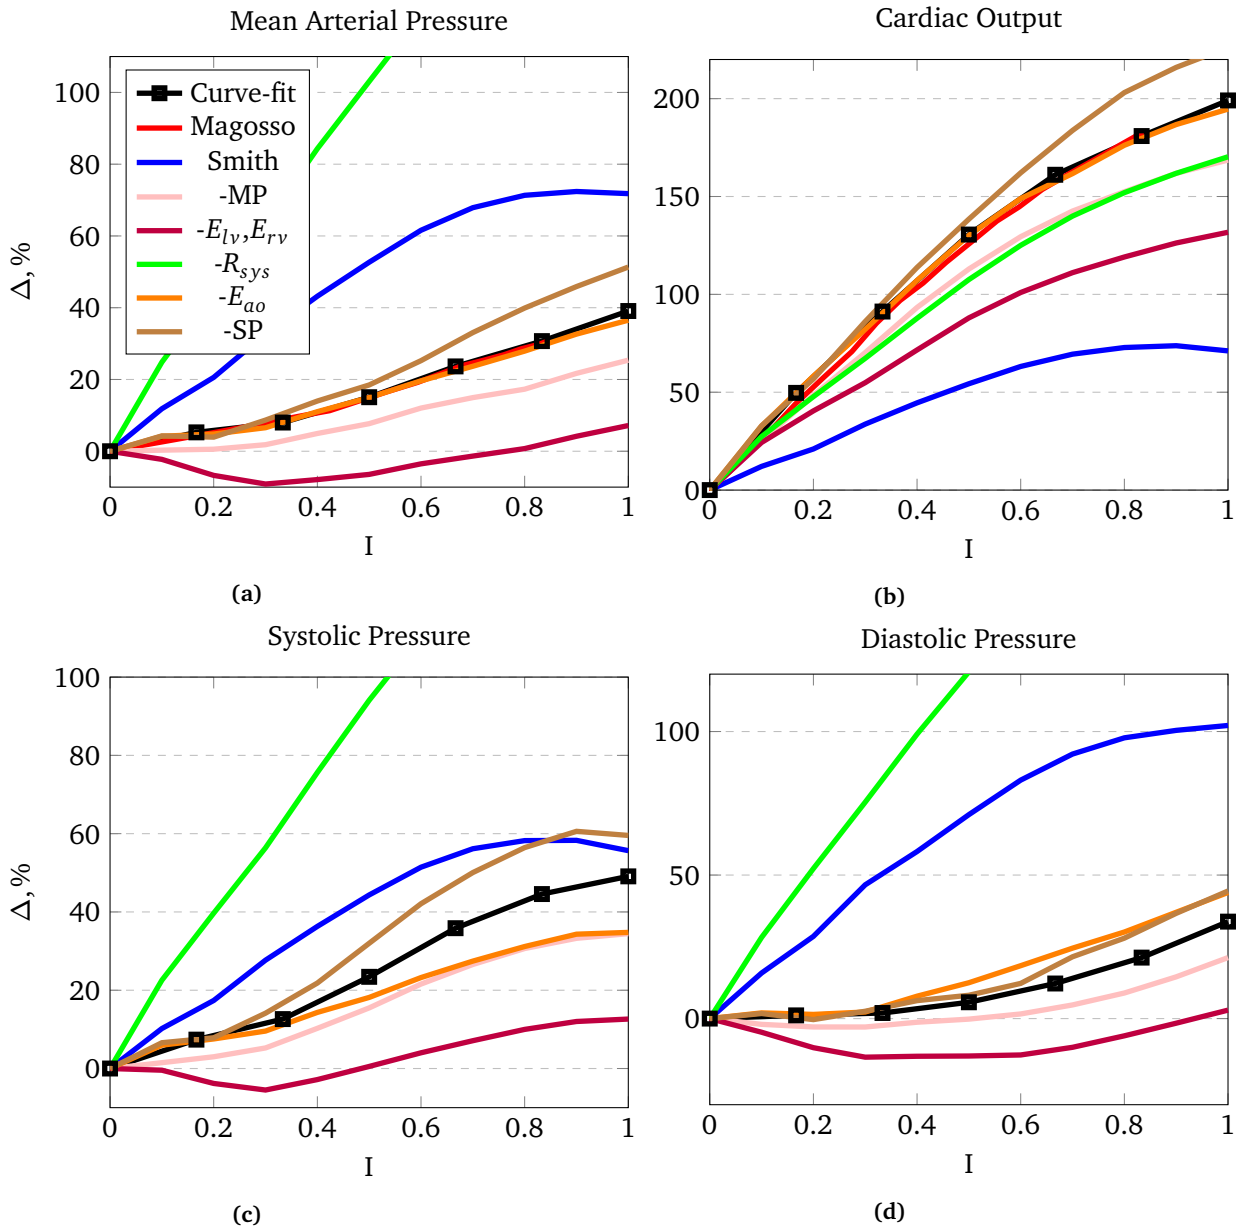 Mean Arterial Pressure
Δ, %
100
80
60
40
20
0
Curve-fit
Magosso
Smith
-MP
-E_lv,E_rv
-R_sys
-E_ao
-SP
0 0.2 0.4 0.6 0.8 1
I
(a)
Cardiac Output
200
150
100
50
0
0 0.2 0.4 0.6 0.8 1
I
(b)
Systolic Pressure
Δ, %
100
80
60
40
20
0
0 0.2 0.4 0.6 0.8 1
I
(c)
Diastolic Pressure
100
50
0
0 0.2 0.4 0.6 0.8 1
I
(d)